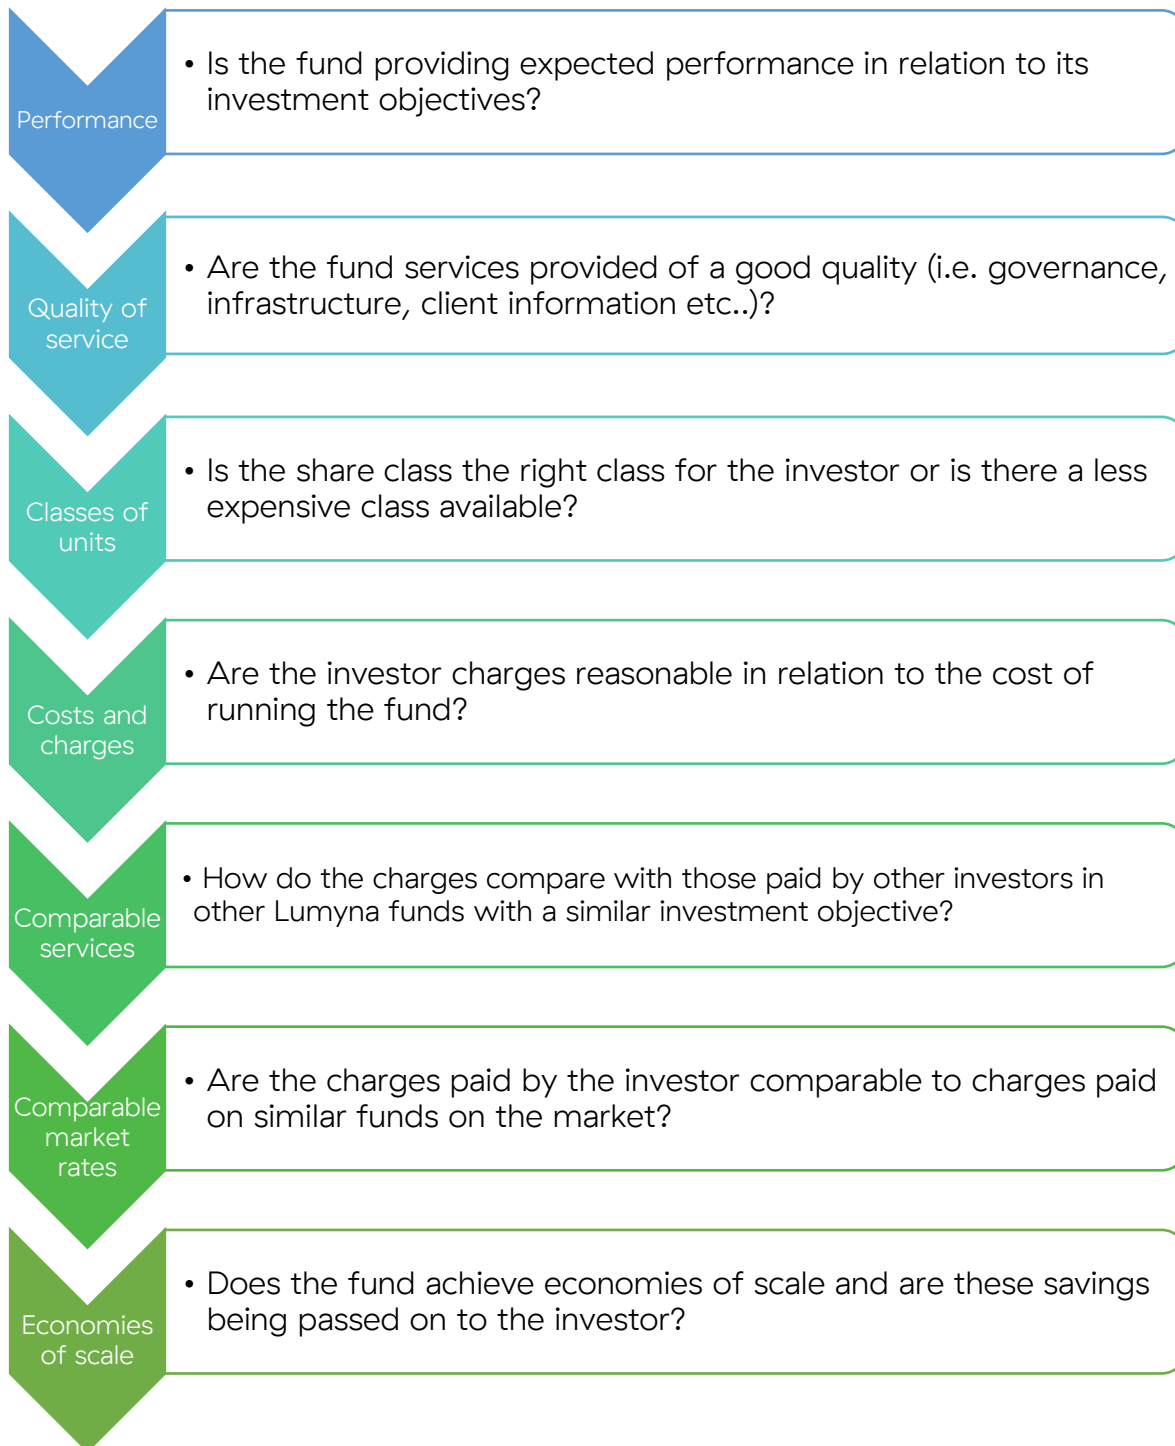 Performance
• Is the fund providing expected performance in relation to its
investment objectives?
Quality of
service
• Are the fund services provided of a good quality (i.e. governance,
infrastructure, client information etc..)?
Classes of
units
• Is the share class the right class for the investor or is there a less
expensive class available?
Costs and
charges
• Are the investor charges reasonable in relation to the cost of
running the fund?
Comparable
services
• How do the charges compare with those paid by other investors in
other Lumyna funds with a similar investment objective?
Comparable
market
rates
• Are the charges paid by the investor comparable to charges paid
on similar funds on the market?
Economies
of scale
• Does the fund achieve economies of scale and are these savings
being passed on to the investor?